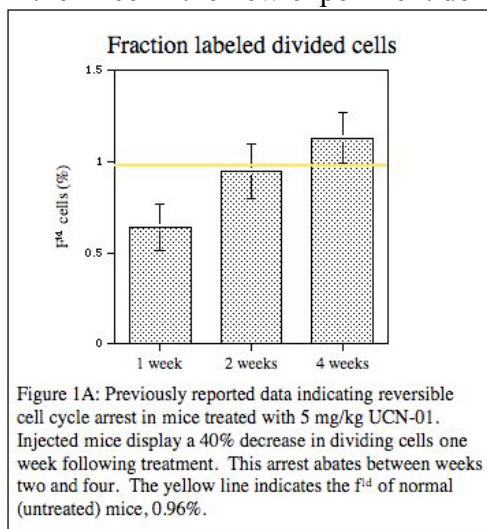 Fraction labeled divided cells
1.5
1
0.5
0
Fˡᵈ cells (%)
1 week
2 weeks
4 weeks
Figure 1A: Previously reported data indicating reversible
cell cycle arrest in mice treated with 5 mg/kg UCN-01.
Injected mice display a 40% decrease in dividing cells one
week following treatment. This arrest abates between weeks
two and four. The yellow line indicates the fˡᵈ of normal
(untreated) mice, 0.96%.